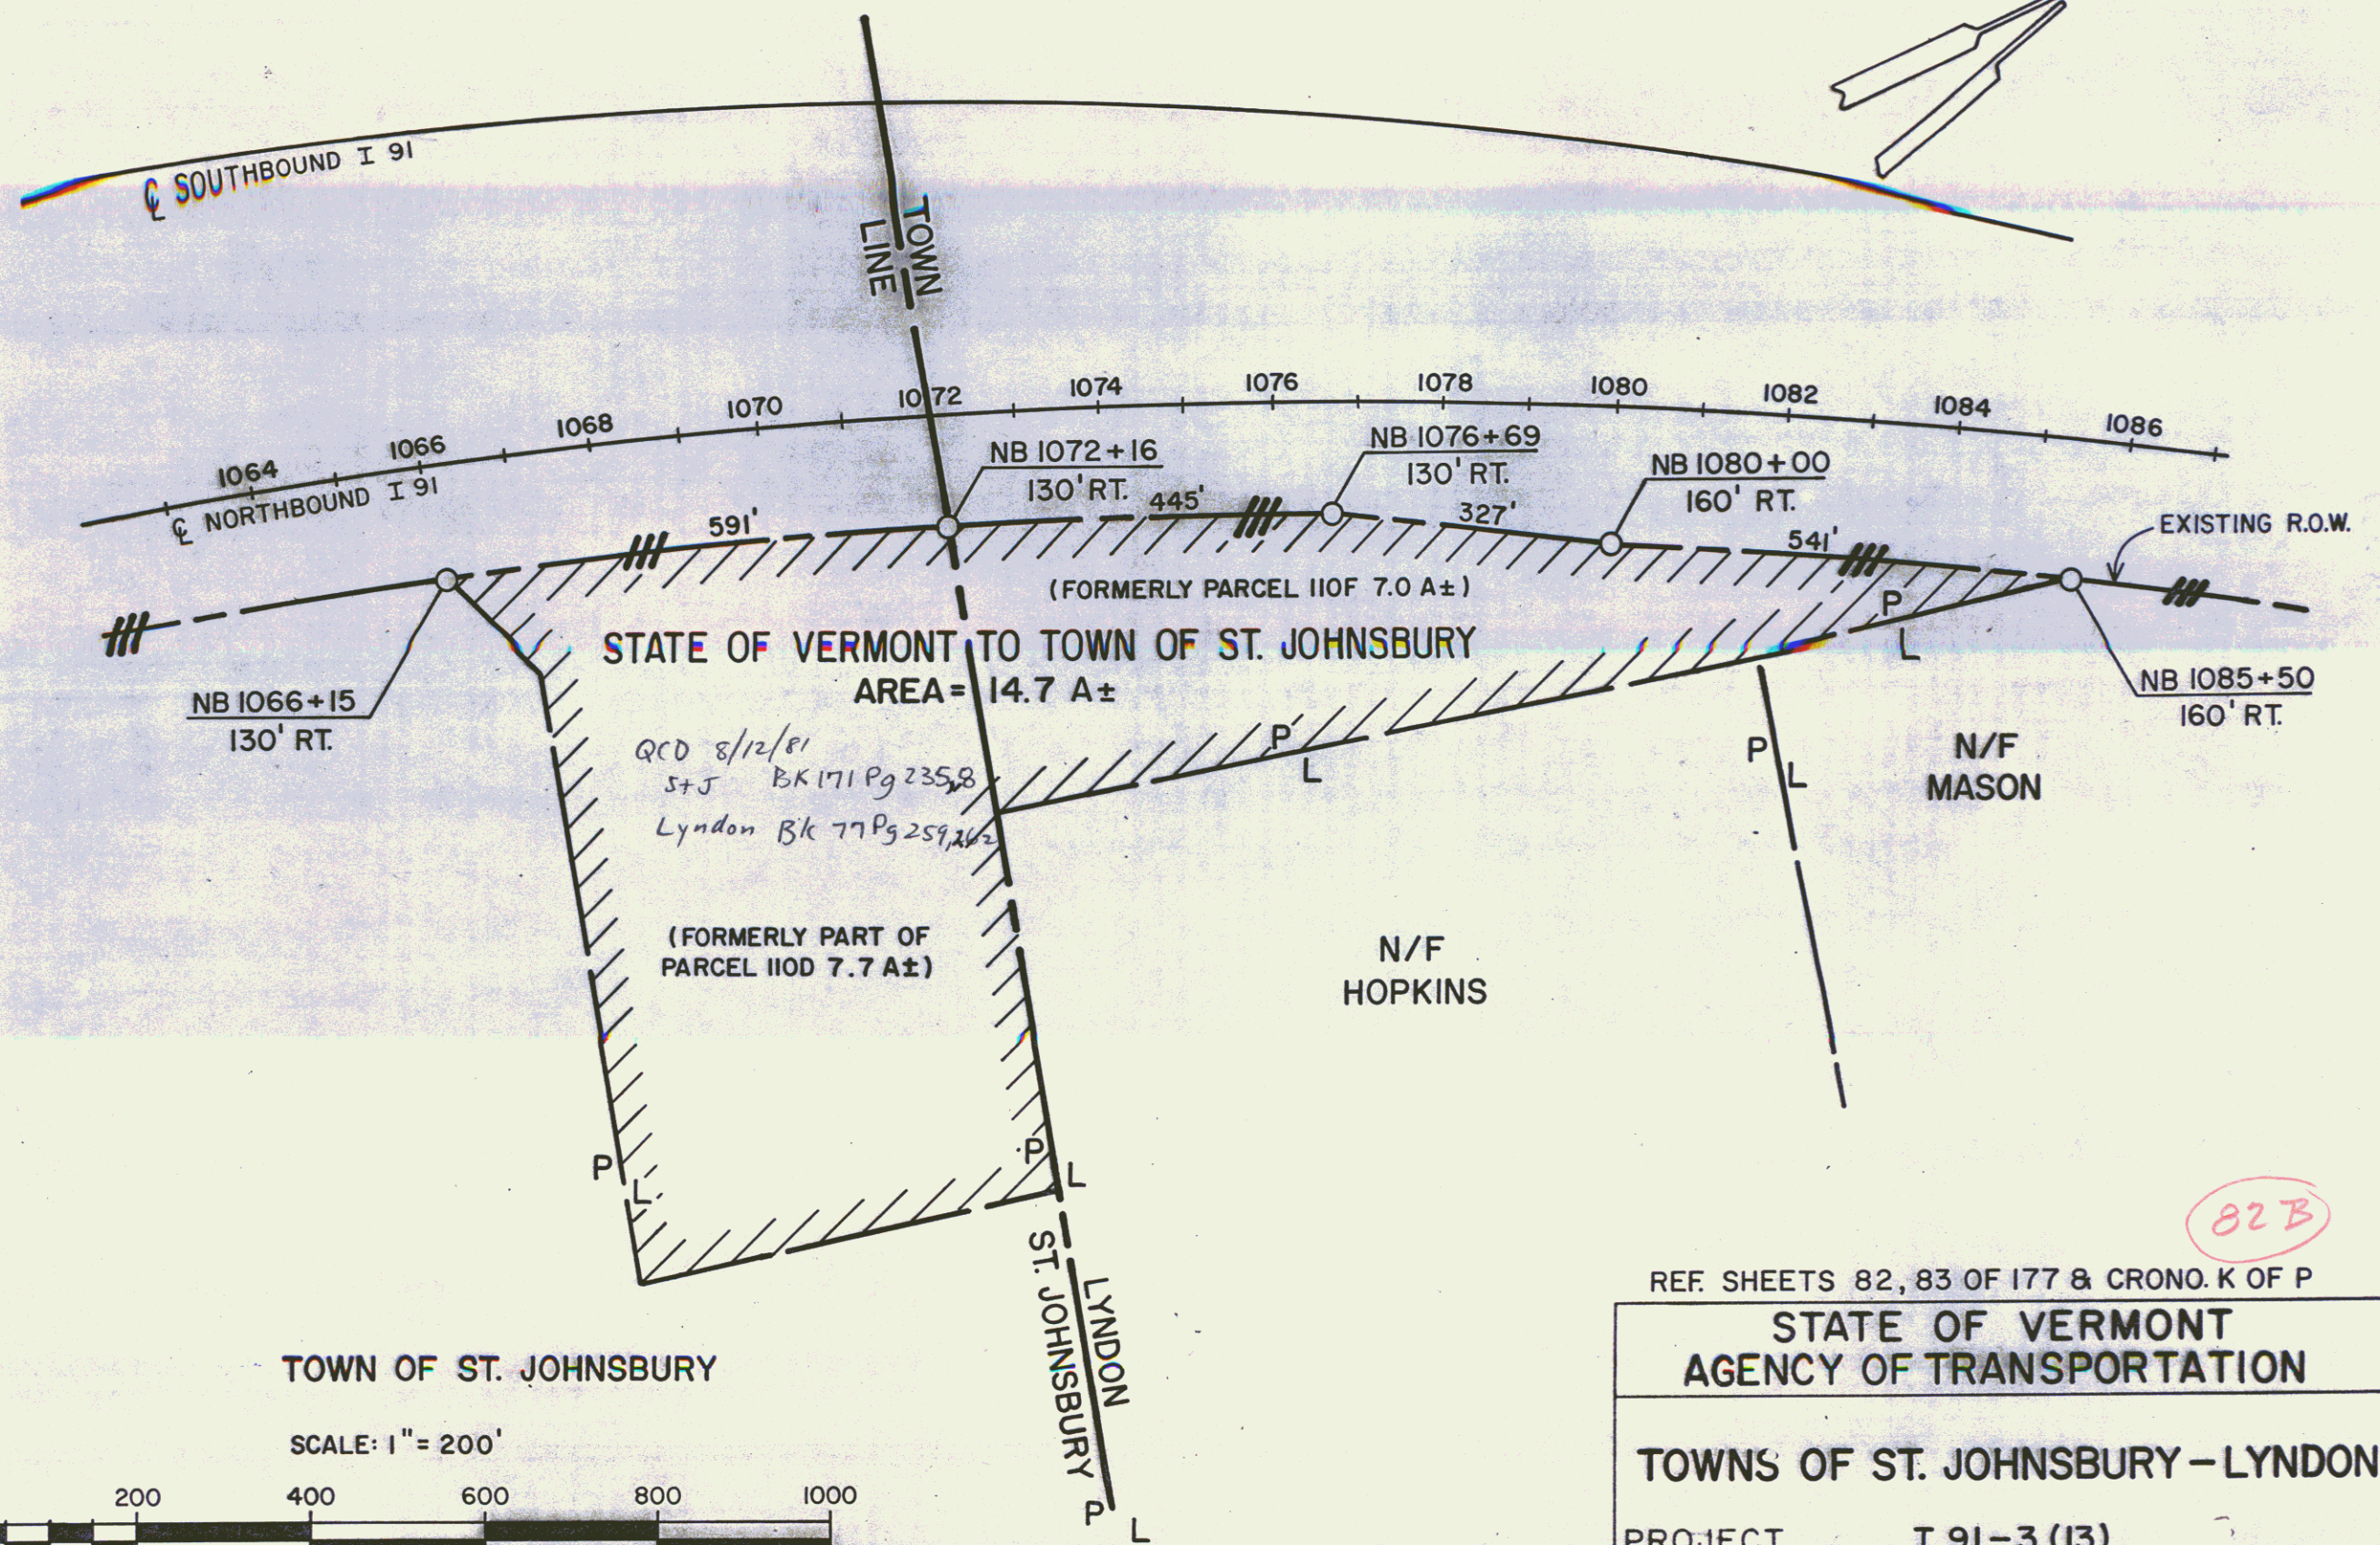 ℄ SOUTHBOUND I 91
TOWN
LINE
1064
1066
1068
1070
1072
1074
1076
1078
1080
1082
1084
1086
℄ NORTHBOUND I 91
NB 1072+16
130' RT.
NB 1076+69
130' RT.
NB 1080+00
160' RT.
591'
445'
327'
541'
EXISTING R.O.W.
(FORMERLY PARCEL 110F 7.0 A±)
P
L
STATE OF VERMONT TO TOWN OF ST. JOHNSBURY
AREA= 14.7 A±
NB 1066+15
130' RT.
NB 1085+50
160' RT.
QCD 8/12/81
St J BK 171 Pg 235,8
Lyndon Bk 77 Pg 259,262
P
L
P
L
N/F
MASON
(FORMERLY PART OF
PARCEL 110D 7.7 A±)
N/F
HOPKINS
P
L
P
L
LYNDON
ST. JOHNSBURY
P
L
TOWN OF ST. JOHNSBURY
SCALE: 1"=200'
200
400
600
800
1000
82 B
REF. SHEETS 82, 83 OF 177 & CRONO. K OF P
STATE OF VERMONT
AGENCY OF TRANSPORTATION
TOWNS OF ST. JOHNSBURY – LYNDON
PROJECT I 91-3 (13)